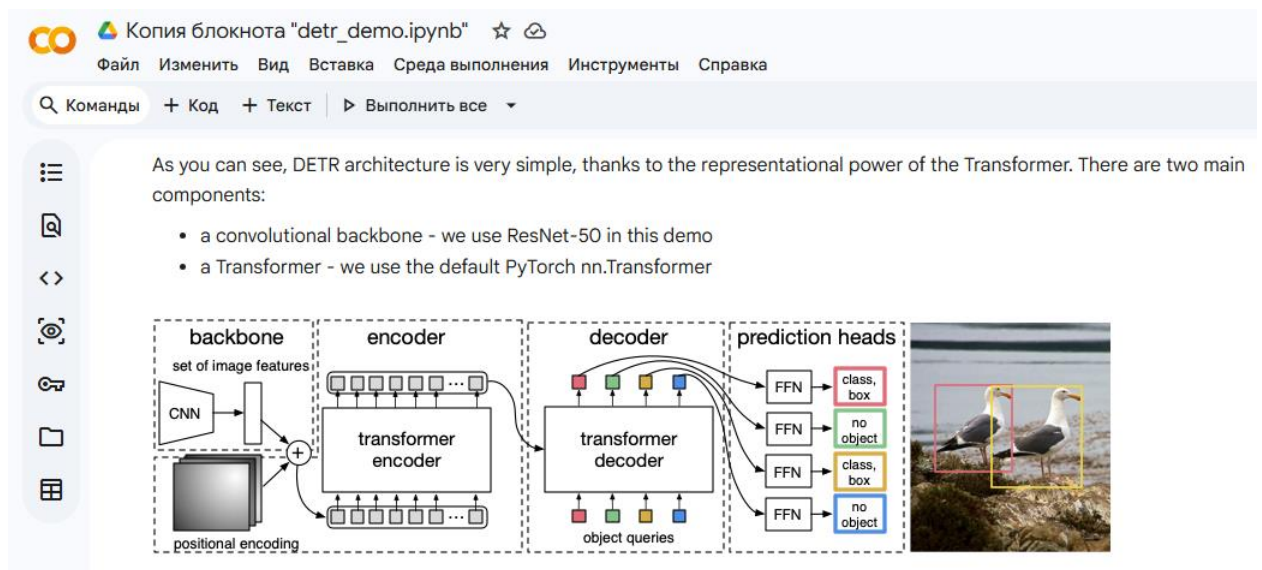 Копия блокнота "detr_demo.ipynb"
Файл Изменить Вид Вставка Среда выполнения Инструменты Справка
Команды + Код + Текст Выполнить все
As you can see, DETR architecture is very simple, thanks to the representational power of the Transformer. There are two main
components:
• a convolutional backbone - we use ResNet-50 in this demo
• a Transformer - we use the default PyTorch nn.Transformer
backbone
set of image features
CNN
+
positional encoding
encoder
...
transformer
encoder
...
decoder
transformer
decoder
object queries
prediction heads
FFN
class,
box
FFN
no
object
FFN
class,
box
FFN
no
object